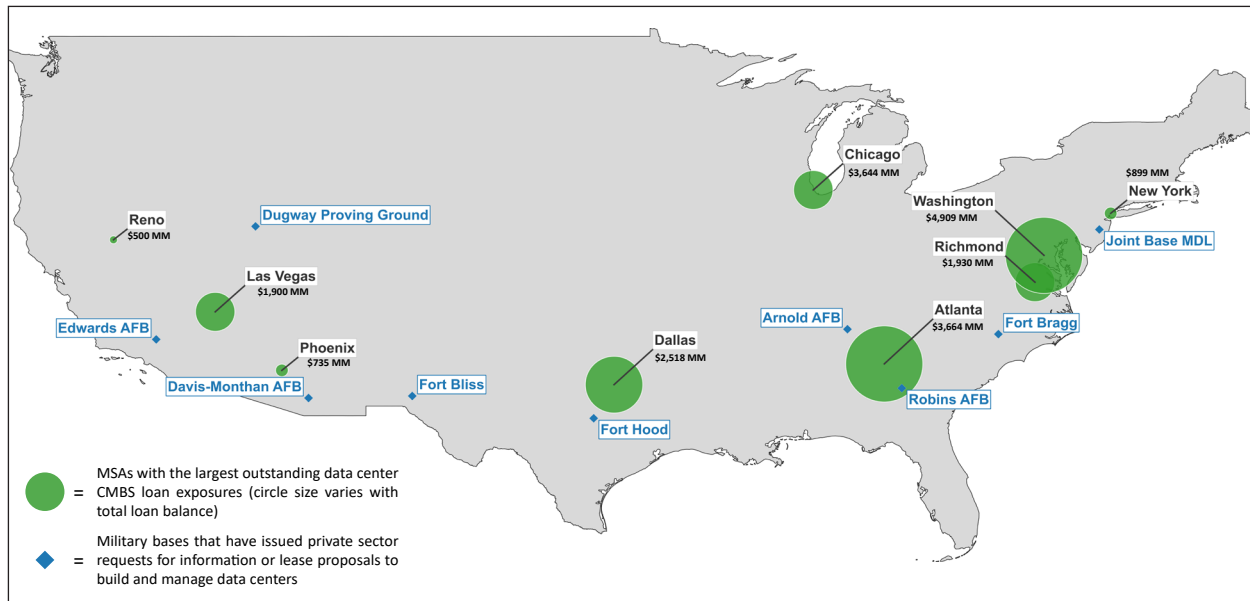 Chicago
$3,644 MM
$899 MM
New York
Washington
$4,909 MM
Reno
$500 MM
Dugway Proving Ground
Joint Base MDL
Richmond
$1,930 MM
Las Vegas
$1,900 MM
Atlanta
$3,664 MM
Arnold AFB
Fort Bragg
Edwards AFB
Dallas
$2,518 MM
Phoenix
$735 MM
Davis-Monthan AFB
Fort Bliss
Robins AFB
Fort Hood
MSAs with the largest outstanding data center
= CMBS loan exposures (circle size varies with
total loan balance)
Military bases that have issued private sector
= requests for information or lease proposals to
build and manage data centers